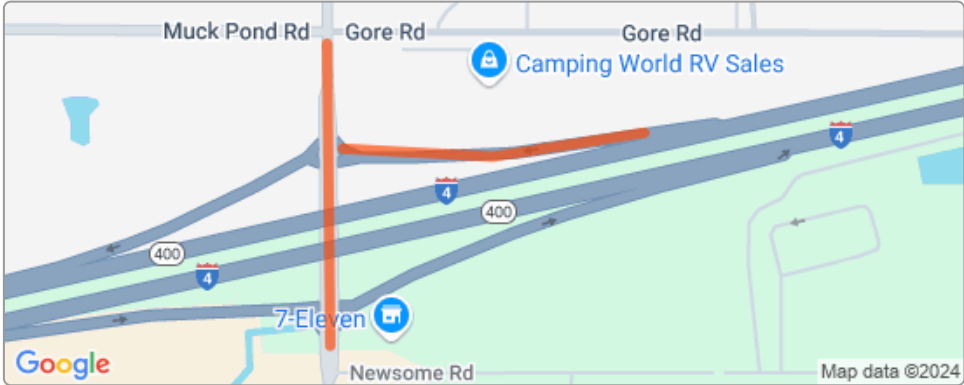 Muck Pond Rd
Gore Rd
Gore Rd
Camping World RV Sales
4
4
400
400
4
7-Eleven
Google
Newsome Rd
Map data ©2024